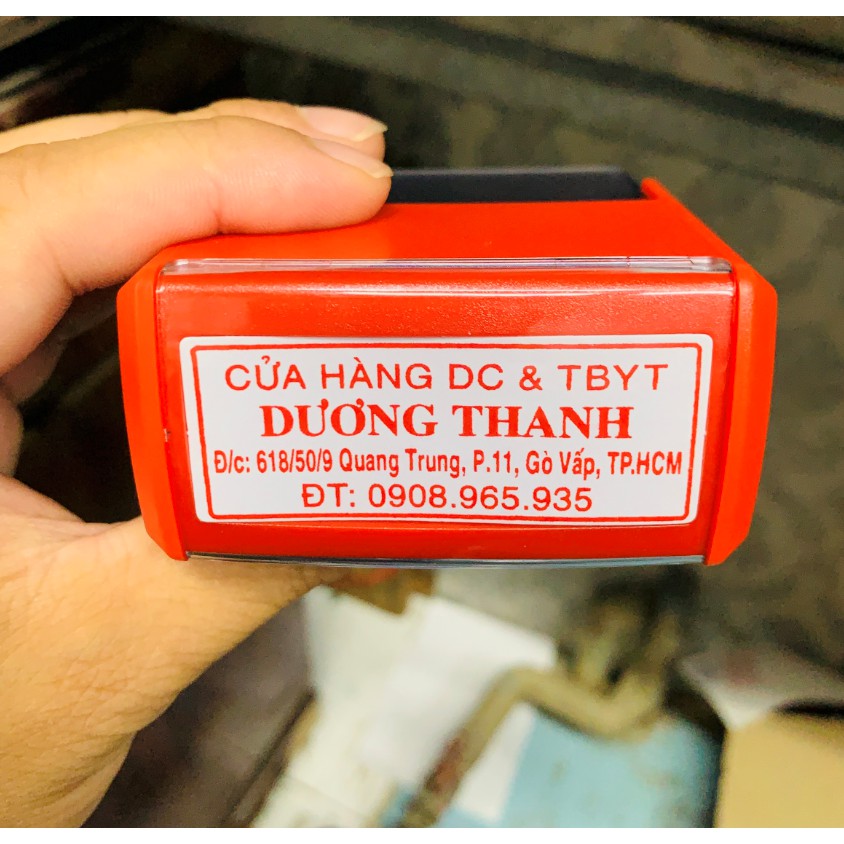 CỬA HÀNG DC & TBYT
DƯƠNG THANH
Đ/c: 618/50/9 Quang Trung, P.11, Gò Vấp, TP.HCM
ĐT: 0908.965.935